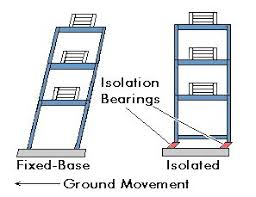 Isolation
Bearings
Fixed-Base
Isolated
Ground Movement